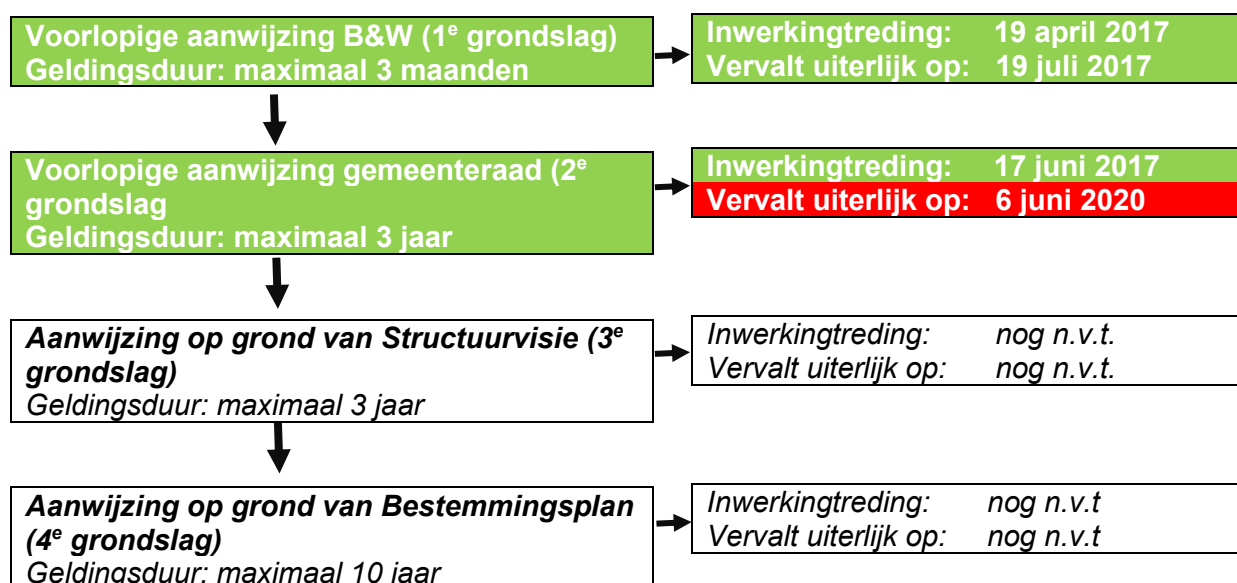 Voorlopige aanwijzing B&W (1e grondslag)
Geldingsduur: maximaal 3 maanden
Inwerkingtreding: 19 april 2017
Vervalt uiterlijk op: 19 juli 2017
Voorlopige aanwijzing gemeenteraad (2e
grondslag
Geldingsduur: maximaal 3 jaar
Inwerkingtreding: 17 juni 2017
Vervalt uiterlijk op: 6 juni 2020
Aanwijzing op grond van Structuurvisie (3e
grondslag)
Geldingsduur: maximaal 3 jaar
Inwerkingtreding: nog n.v.t.
Vervalt uiterlijk op: nog n.v.t.
Aanwijzing op grond van Bestemmingsplan
(4e grondslag)
Geldingsduur: maximaal 10 jaar
Inwerkingtreding: nog n.v.t
Vervalt uiterlijk op: nog n.v.t